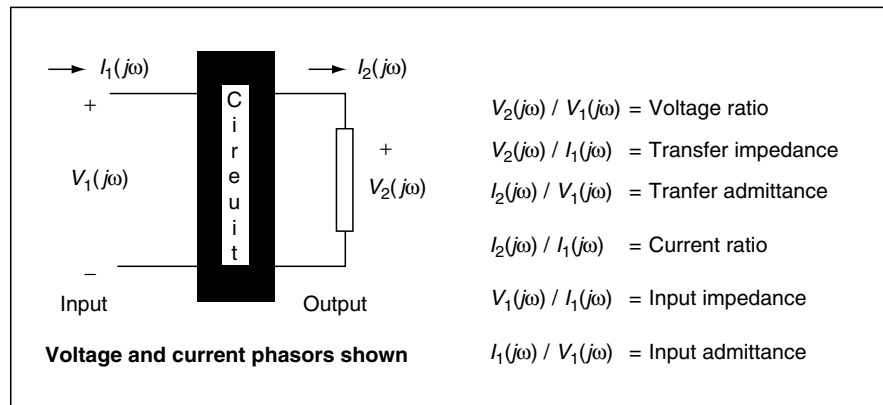 I₁(jω) I₂(jω)
+
V₁(jω)
−
C
i
r
e
u
i
t
+
V₂(jω)
Input Output
Voltage and current phasors shown
V₂(jω) / V₁(jω) = Voltage ratio
V₂(jω) / I₁(jω) = Transfer impedance
I₂(jω) / V₁(jω) = Tranfer admittance
I₂(jω) / I₁(jω) = Current ratio
V₁(jω) / I₁(jω) = Input impedance
I₁(jω) / V₁(jω) = Input admittance